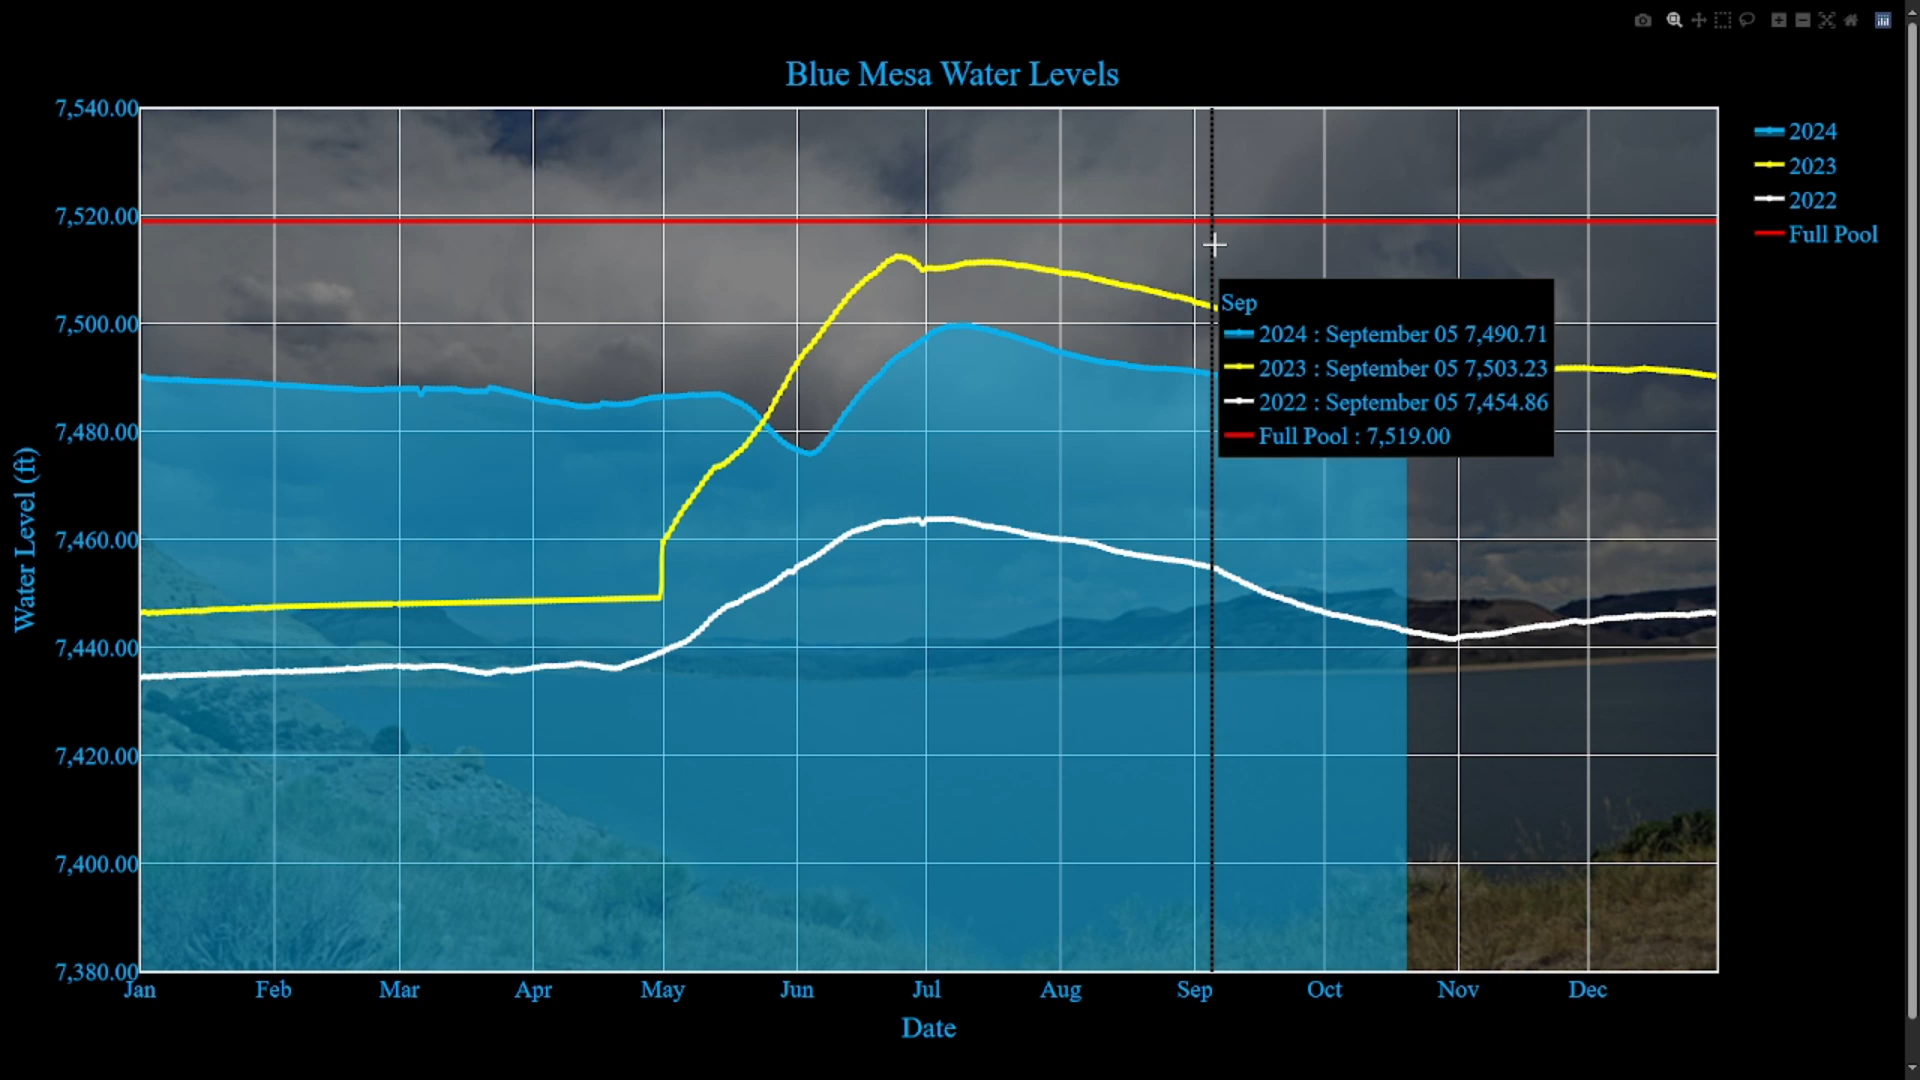 Blue Mesa Water Levels
7,540.00
7,520.00
7,500.00
7,480.00
7,460.00
7,440.00
7,420.00
7,400.00
7,380.00
Water Level (ft)
Jan Feb Mar Apr May Jun Jul Aug Sep Oct Nov Dec
Date
2024
2023
2022
Full Pool
Sep
2024 : September 05 7,490.71
2023 : September 05 7,503.23
2022 : September 05 7,454.86
Full Pool : 7,519.00